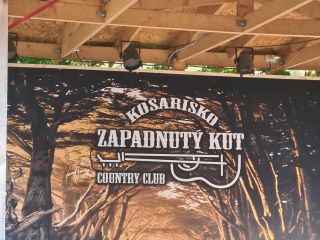 KOSARISKO
ZAPADNUTÝ KÚT
COUNTRY CLUB